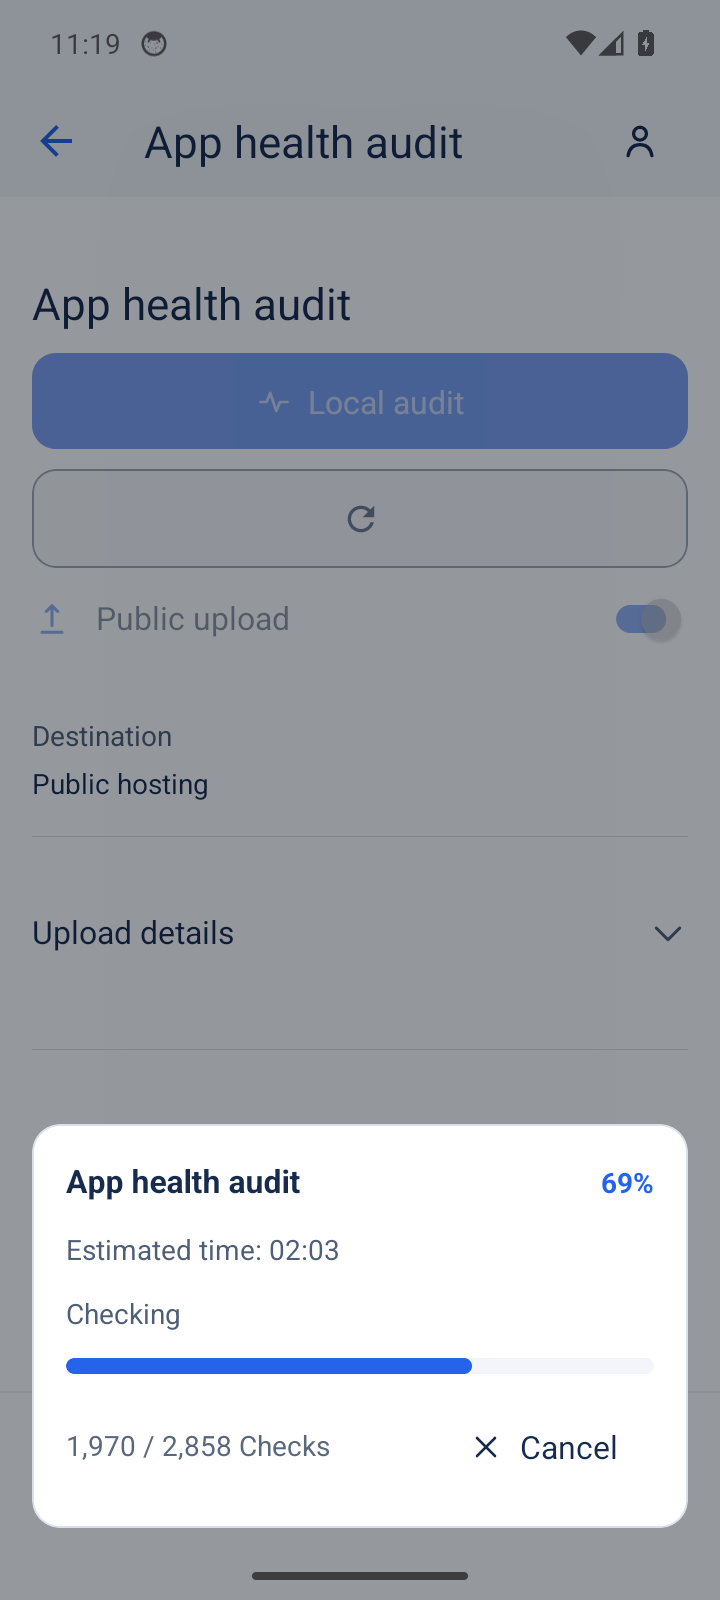 11:19
App health audit
App health audit
Local audit
Public upload
Destination
Public hosting
Upload details
App health audit
69%
Estimated time: 02:03
Checking
1,970 / 2,858 Checks
Cancel